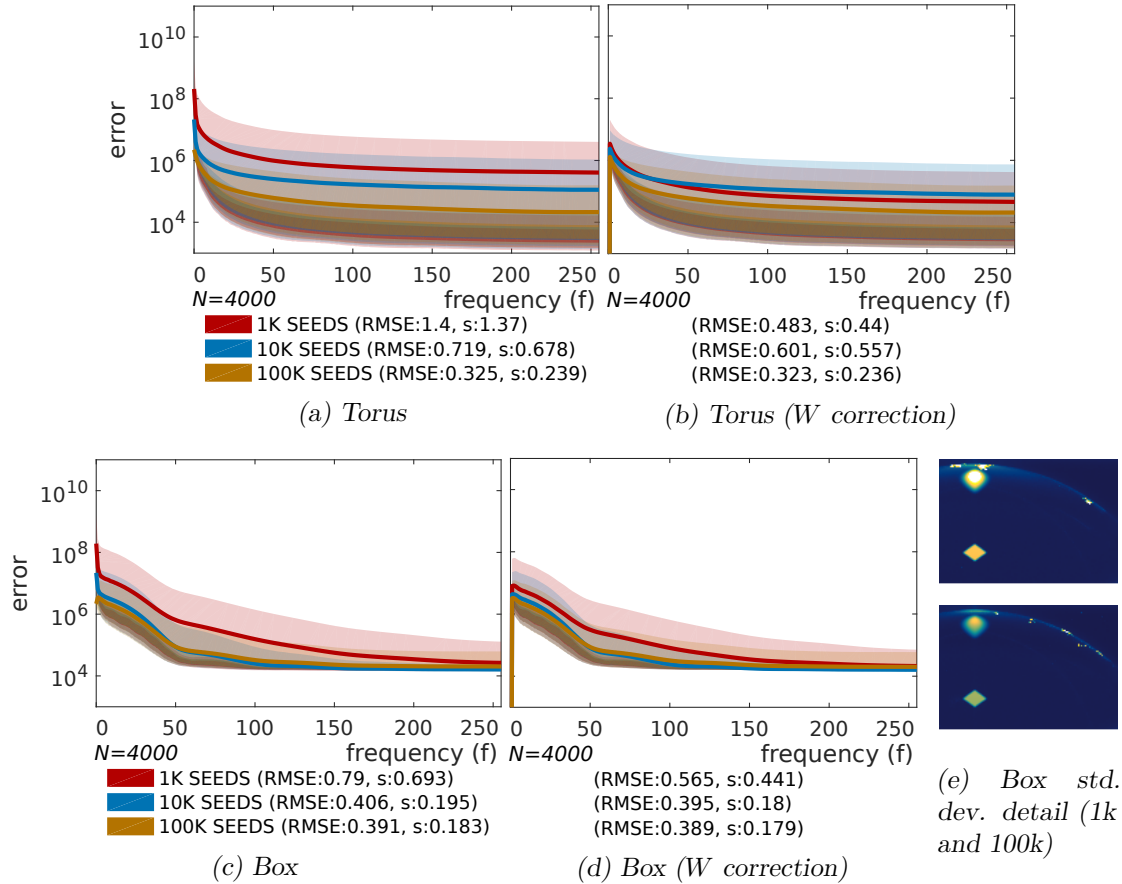 10^10
10^8
10^6
10^4
error
0 50 100 150 200 250
0 50 100 150 200 250
N=4000 frequency (f)
N=4000 frequency (f)
1K SEEDS (RMSE:1.4, s:1.37)
10K SEEDS (RMSE:0.719, s:0.678)
100K SEEDS (RMSE:0.325, s:0.239)
(RMSE:0.483, s:0.44)
(RMSE:0.601, s:0.557)
(RMSE:0.323, s:0.236)
(a) Torus
(b) Torus (W correction)
10^10
10^8
10^6
10^4
error
0 50 100 150 200 250
0 50 100 150 200 250
N=4000 frequency (f)
N=4000 frequency (f)
1K SEEDS (RMSE:0.79, s:0.693)
10K SEEDS (RMSE:0.406, s:0.195)
100K SEEDS (RMSE:0.391, s:0.183)
(RMSE:0.565, s:0.441)
(RMSE:0.395, s:0.18)
(RMSE:0.389, s:0.179)
(c) Box
(d) Box (W correction)
(e) Box std.
dev. detail (1k
and 100k)